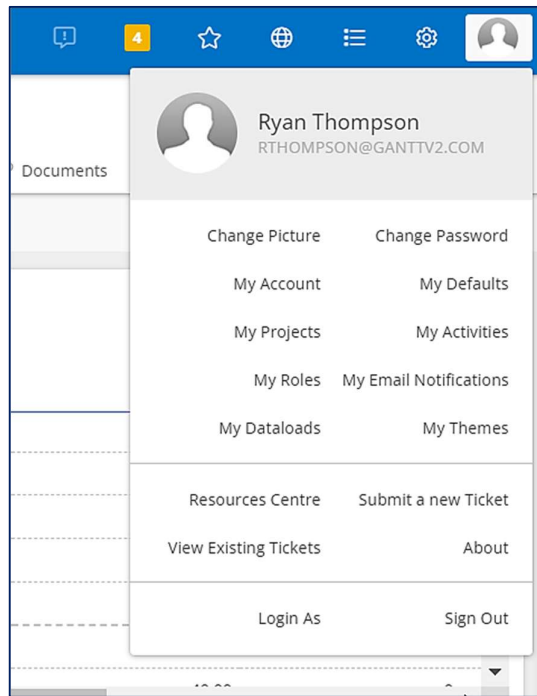 4
Ryan Thompson
RTHOMPSON@GANTTV2.COM
Documents
Change Picture Change Password
My Account My Defaults
My Projects My Activities
My Roles My Email Notifications
My Dataloads My Themes
Resources Centre Submit a new Ticket
View Existing Tickets About
Login As Sign Out